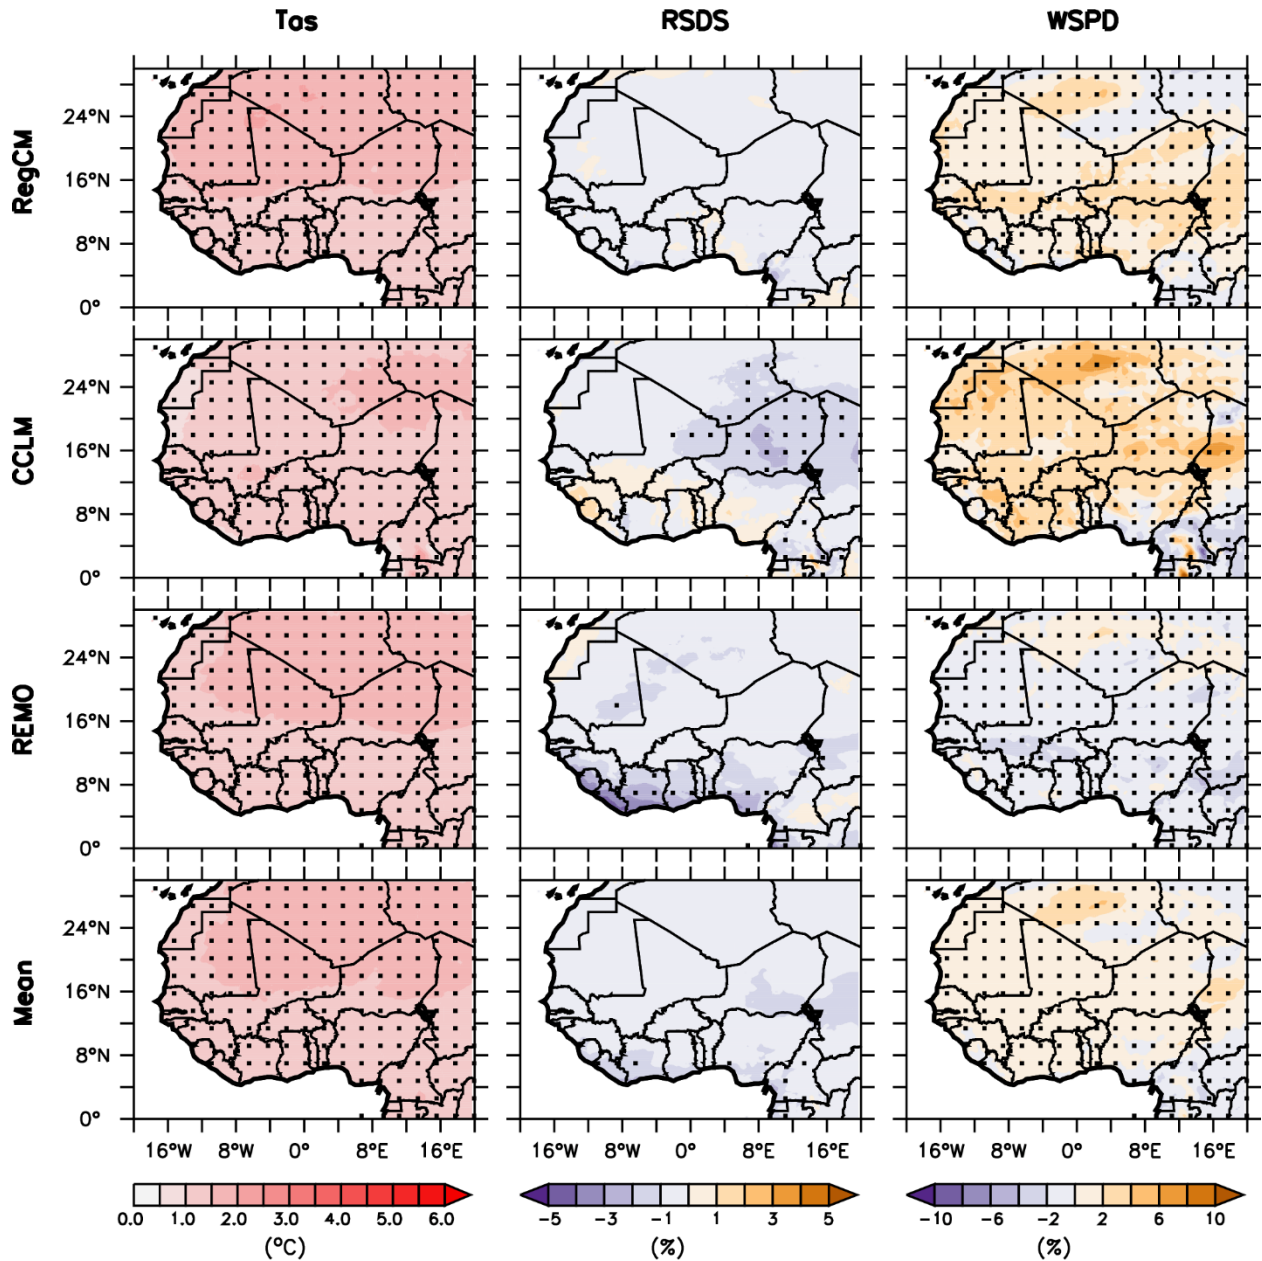 Tas RSDS WSPD
RegCM
24°N
16°N
8°N
0°
CCLM
24°N
16°N
8°N
0°
REMO
24°N
16°N
8°N
0°
Mean
24°N
16°N
8°N
0°
16°W 8°W 0° 8°E 16°E 16°W 8°W 0° 8°E 16°E 16°W 8°W 0° 8°E 16°E
0.0 1.0 2.0 3.0 4.0 5.0 6.0 −5 −3 −1 1 3 5 −10 −6 −2 2 6 10
(°C) (%) (%)